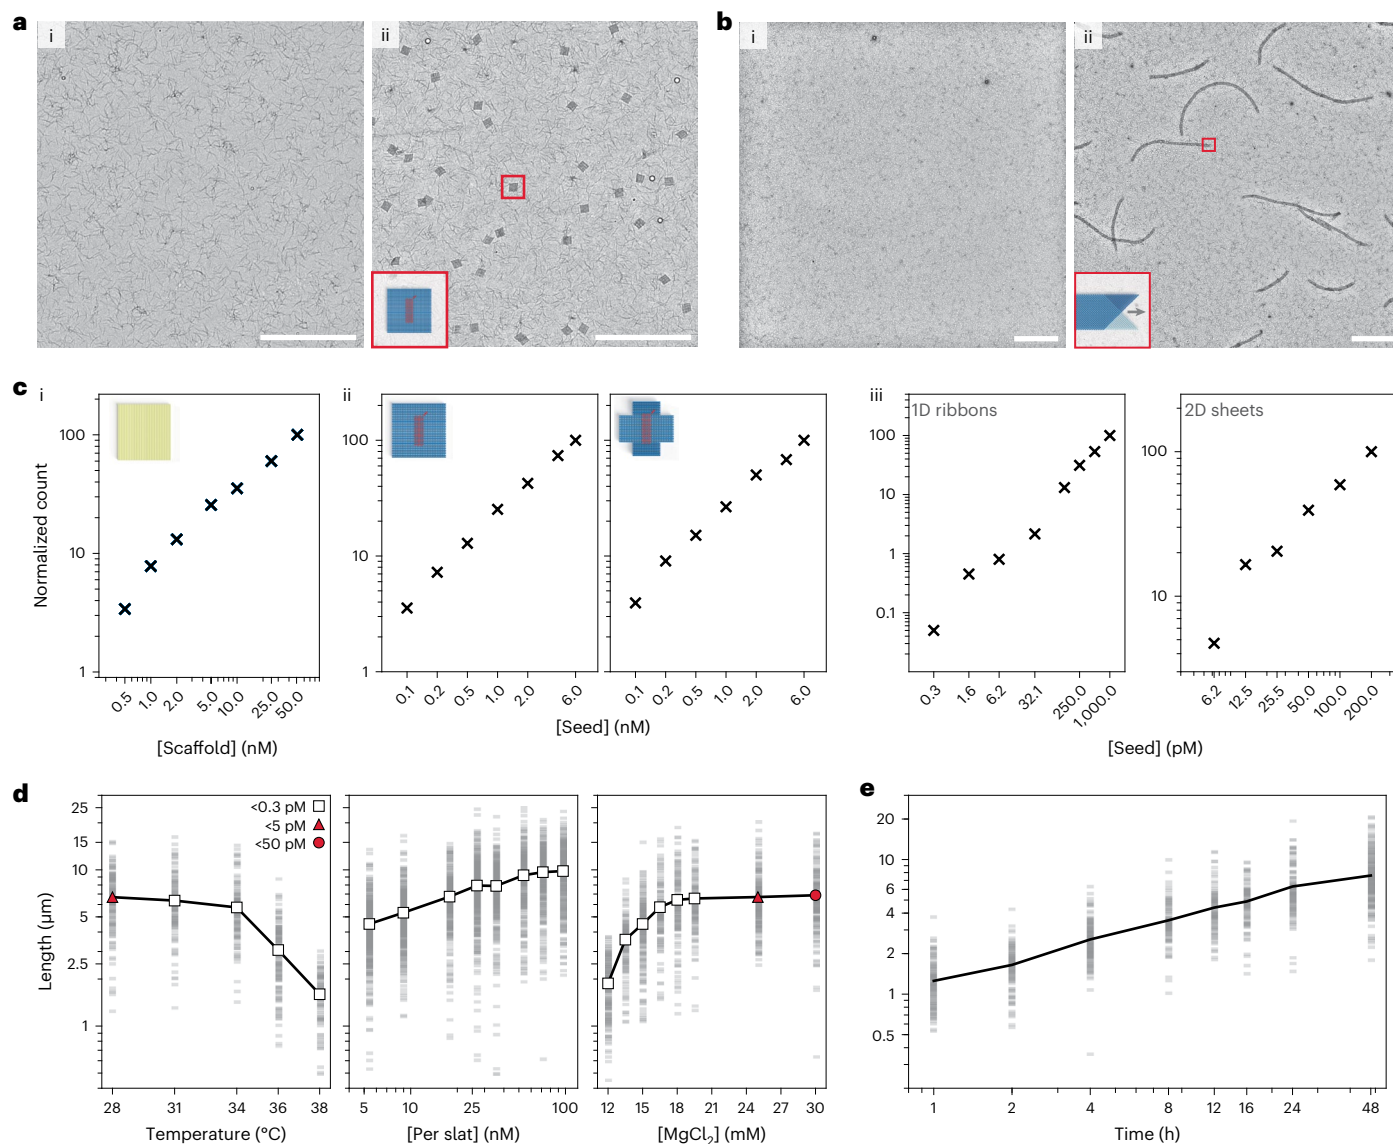 a
i
ii
b
i
ii
c
i
ii
iii
1D ribbons
2D sheets
Normalized count
100
10
1
100
10
1
100
10
1
0.1
100
10
0.5
1.0
2.0
5.0
10.0
25.0
50.0
0.1
0.2
0.5
1.0
2.0
6.0
0.1
0.2
0.5
1.0
2.0
6.0
0.3
1.6
6.2
32.1
250.0
1,000.0
6.2
12.5
25.5
50.0
100.0
200.0
[Scaffold] (nM)
[Seed] (nM)
[Seed] (pM)
d
<0.3 pM
<5 pM
<50 pM
Length (μm)
25
15
10
5
2.5
1
28 31 34 36 38
5 10 25 100
12 15 18 21 24 27 30
Temperature (°C)
[Per slat] (nM)
[MgCl2] (mM)
e
20
10
6
4
2
1
0.5
1 2 4 8 12 16 24 48
Time (h)